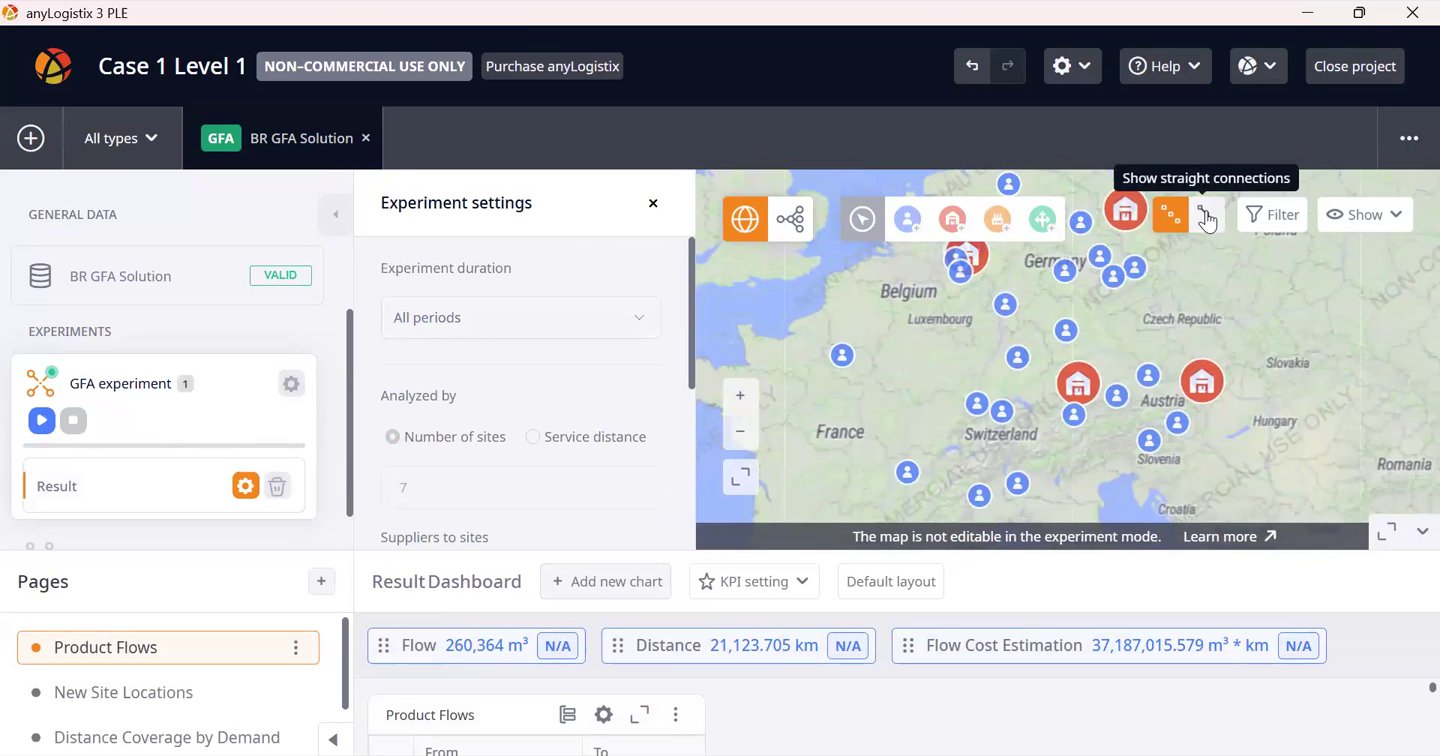 anyLogistix 3 PLE
Case 1 Level 1
NON-COMMERCIAL USE ONLY
Purchase anyLogistix
Help
Close project
All types
GFA BR GFA Solution
GENERAL DATA
BR GFA Solution
VALID
EXPERIMENTS
GFA experiment 1
Result
Experiment settings
Experiment duration
All periods
Analyzed by
Number of sites
Service distance
7
Suppliers to sites
Show straight connections
Filter
Show
Germany
Poland
Belgium
Luxembourg
Czech Republic
Slovakia
Austria
France
Switzerland
Hungary
Slovenia
Romania
Croatia
The map is not editable in the experiment mode.
Learn more
Pages
Product Flows
New Site Locations
Distance Coverage by Demand
Result Dashboard
+ Add new chart
KPI setting
Default layout
Flow 260,364 m³ N/A
Distance 21,123.705 km N/A
Flow Cost Estimation 37,187,015.579 m³ * km N/A
Product Flows
From
To